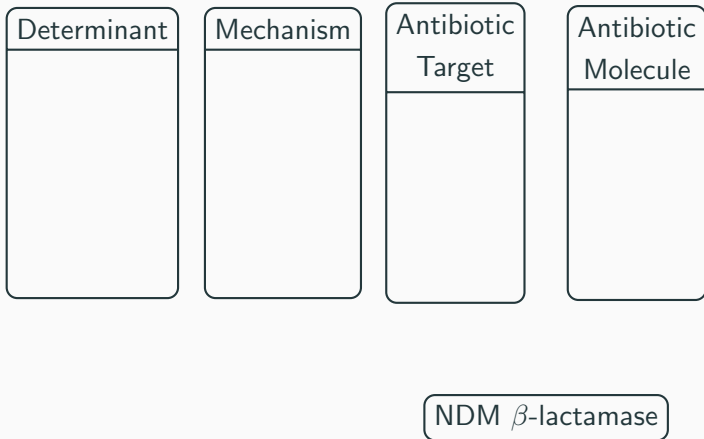 Determinant
Mechanism
Antibiotic
Target
Antibiotic
Molecule
NDM β-lactamase